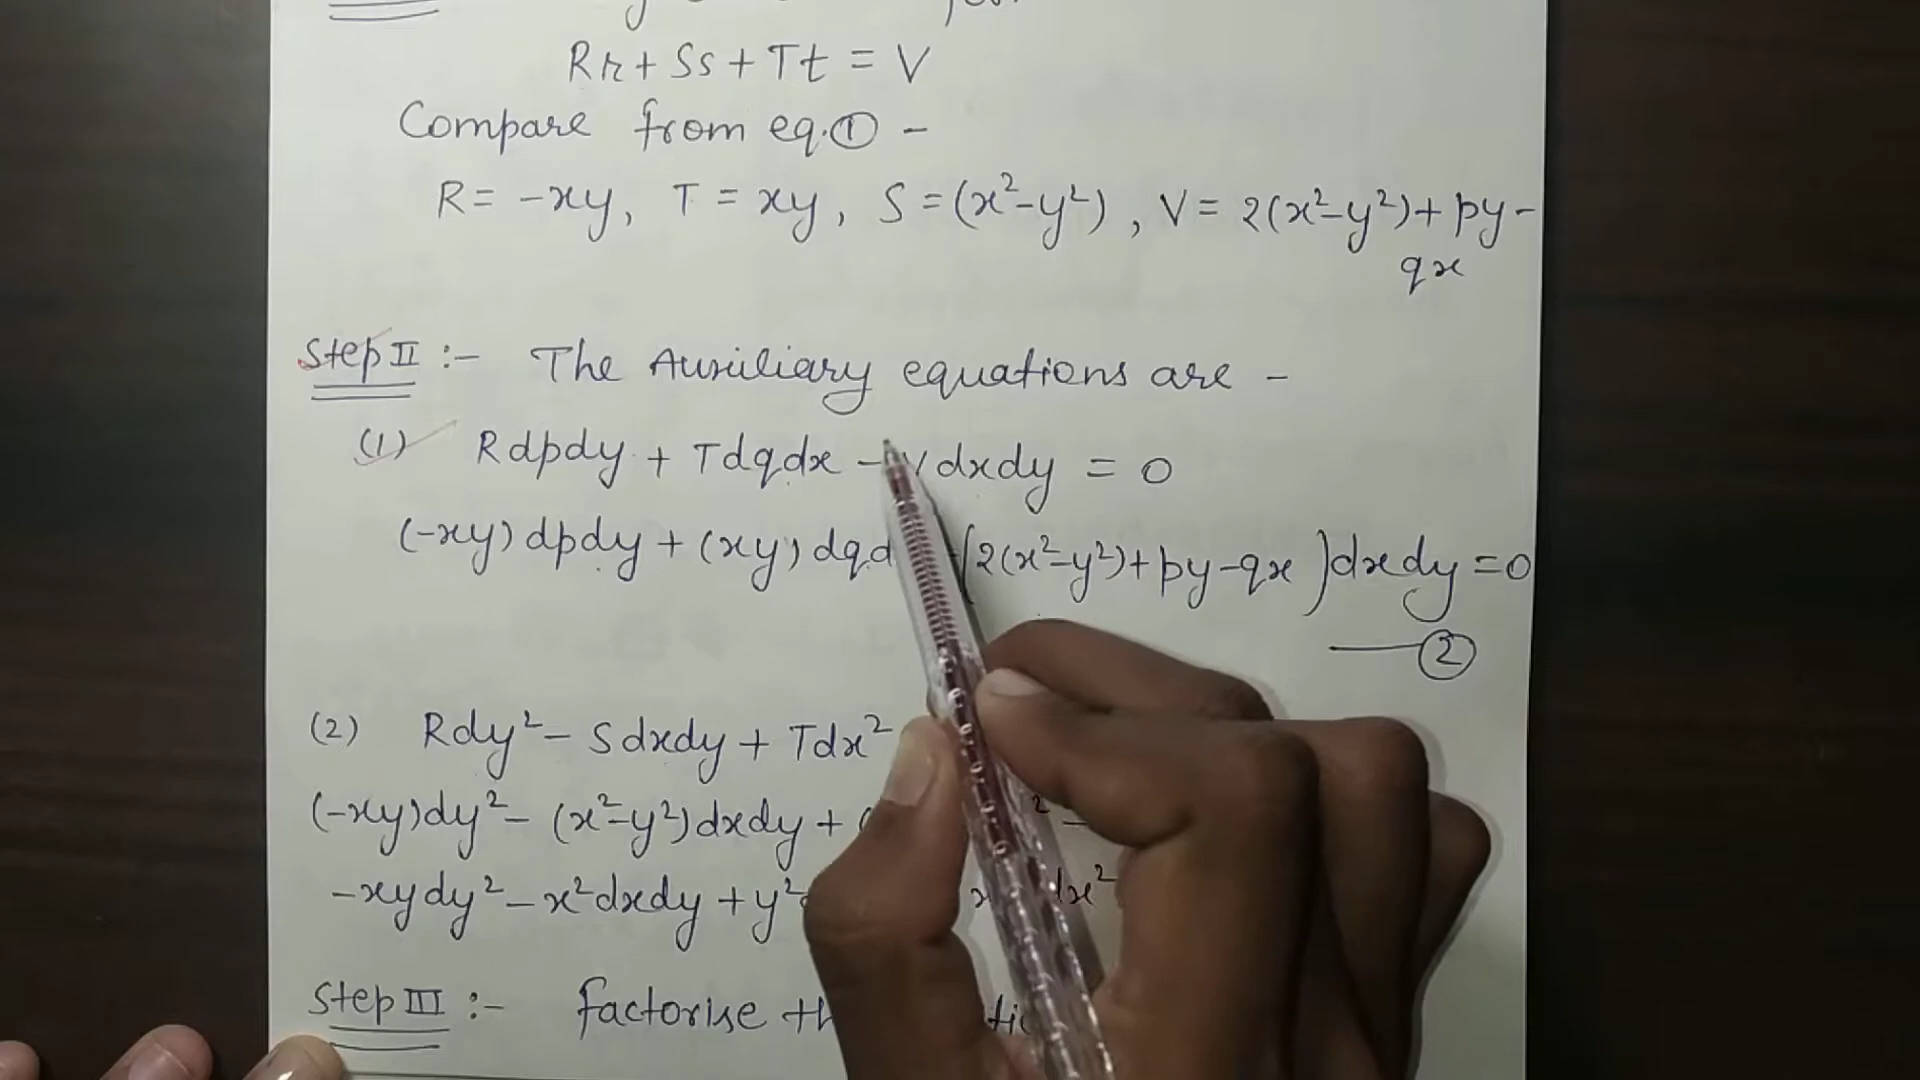 Rr + Ss + Tt = V
Compare from eq.① –
R = -xy, T = xy, S = (x²-y²), V = 2(x²-y²) + py -
qx
Step II :- The Auxiliary equations are –
(1) Rdpdy + Tdqdx - Vdxdy = 0
(-xy) dpdy + (xy) dqd (2(x²-y²) + py - qx) dxdy = 0
—②
(2) Rdy² - Sdxdy + Tdx²
(-xy)dy² - (x²-y²)dxdy + (
-xydy² - x²dxdy + y² dx²
Step III :- factorise